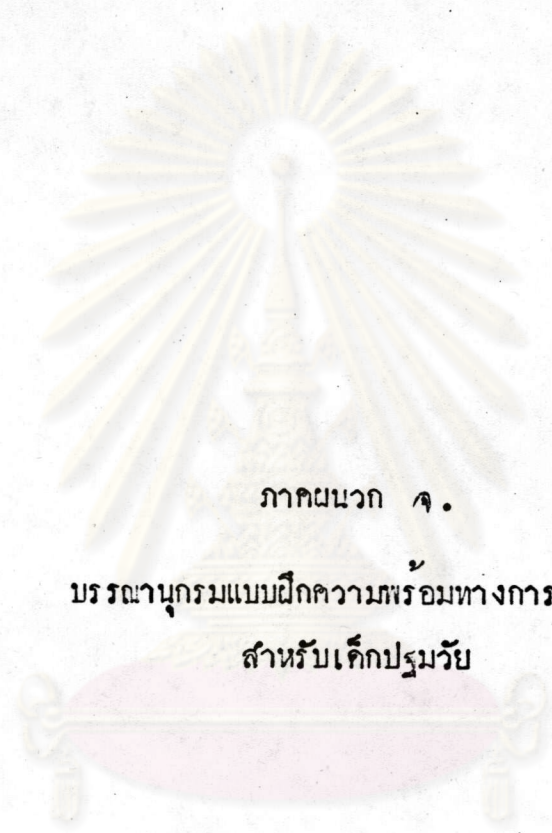 ภาคผนวก จ.
บรรณานุกรมแบบฝึกความพร้อมทางการ
สำหรับเด็กปฐมวัย